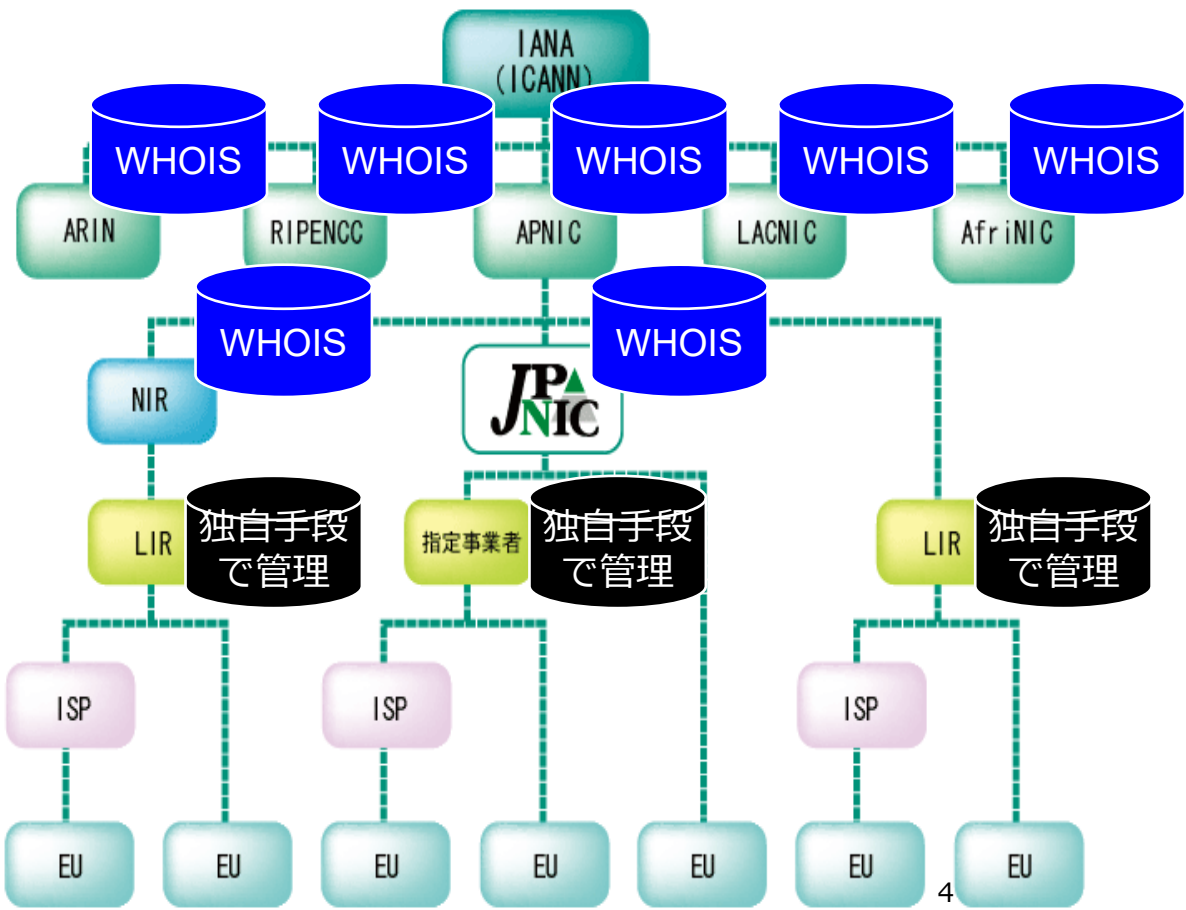 IANA
(ICANN)
WHOIS
WHOIS
WHOIS
WHOIS
WHOIS
ARIN
RIPENCC
APNIC
LACNIC
AfriNIC
WHOIS
WHOIS
NIR
JPNIC
LIR
独自手段
で管理
指定事業者
独自手段
で管理
LIR
独自手段
で管理
ISP
ISP
ISP
EU
EU
EU
EU
EU
EU
EU
4